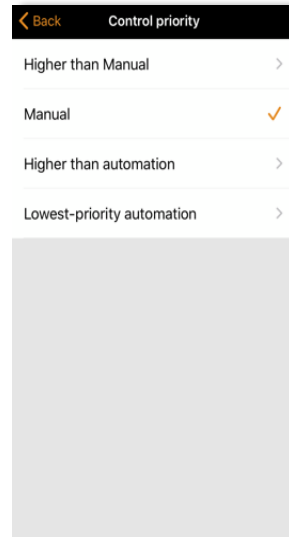 Back Control priority
Higher than Manual
Manual
Higher than automation
Lowest-priority automation